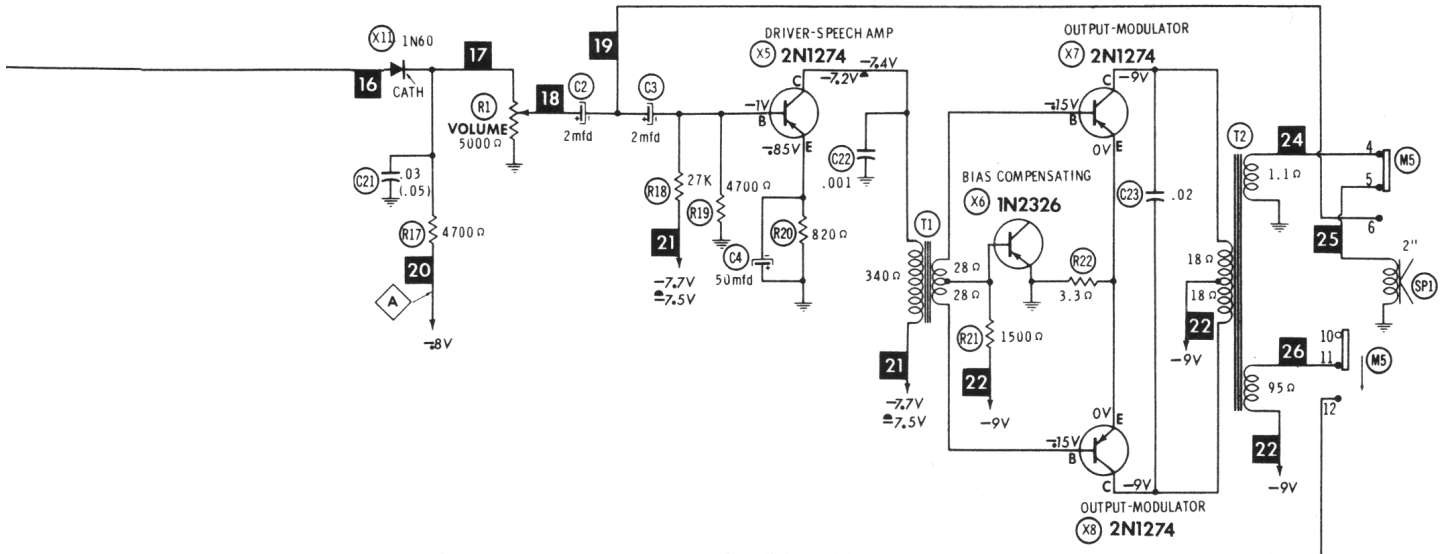 X11 1N60
CATH
16
17
R1
VOLUME
5000Ω
18
C2
2mfd
19
C3
2mfd
C21 .03
(.05)
R17 4700Ω
20
A
-.8V
DRIVER-SPEECH AMP
X5 2N1274
C
-7.4V
-7.2V
-1V
B
E
-.85V
R18 27K
R19 4700Ω
21
-7.7V
-7.5V
C4
50mfd
R20 820Ω
C22
.001
T1
340Ω
28Ω
28Ω
21
-7.7V
-7.5V
BIAS COMPENSATING
X6 1N2326
R22
3.3Ω
R21 1500Ω
22
-9V
OUTPUT-MODULATOR
X7 2N1274
C -9V
-.15V
B
0V E
C23 .02
0V E
-.15V
B
C -9V
OUTPUT-MODULATOR
X8 2N1274
T2
18Ω
18Ω
22
-9V
24
1.1Ω
4
5
6
M5
25
2"
SP1
26
95Ω
10
11
12
M5
22
-9V